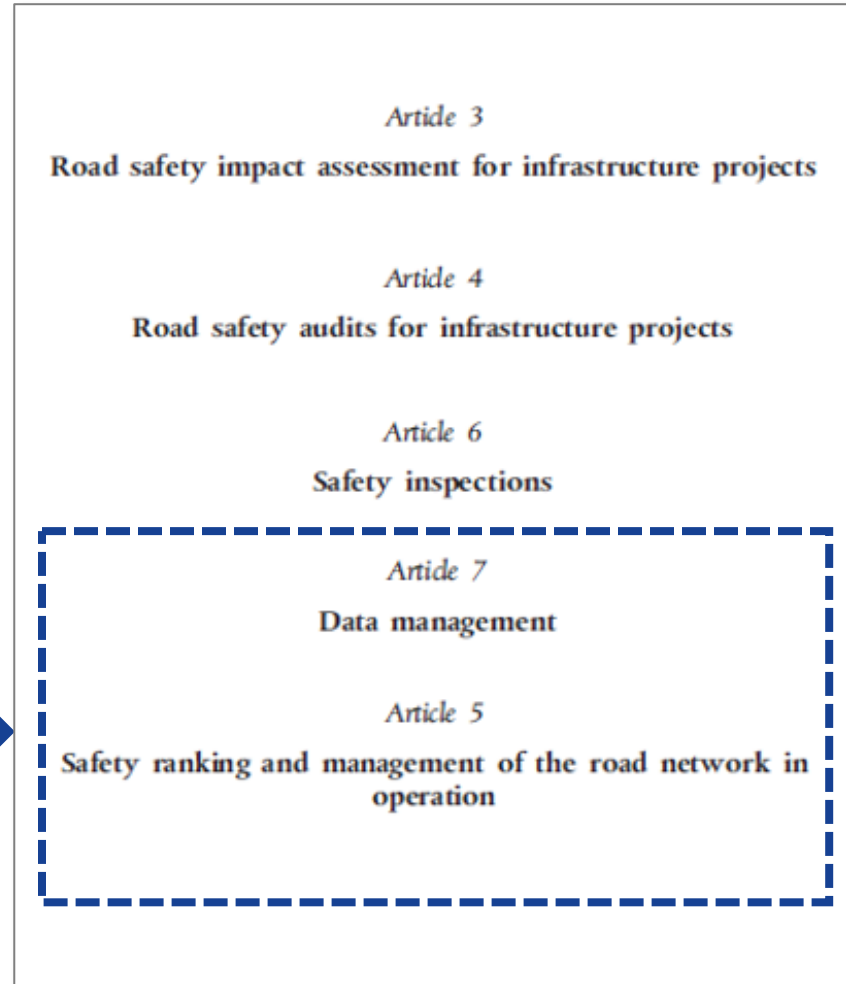 Article 3
Road safety impact assessment for infrastructure projects
Article 4
Road safety audits for infrastructure projects
Article 6
Safety inspections
Article 7
Data management
Article 5
Safety ranking and management of the road network in
operation